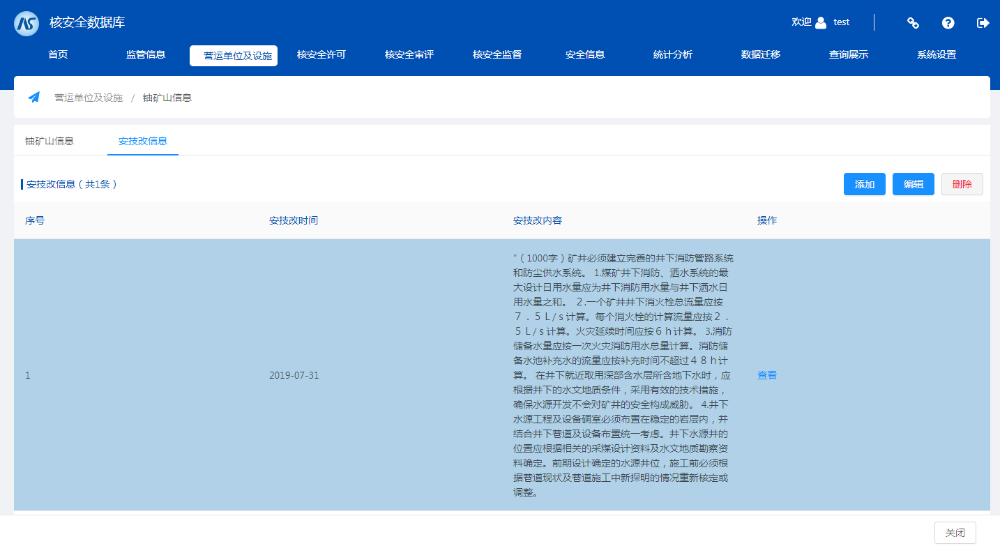 核安全数据库
欢迎 test
首页 监管信息 营运单位及设施 核安全许可 核安全审评 核安全监督 安全信息 统计分析 数据迁移 查询展示 系统设置
营运单位及设施 / 铀矿山信息
铀矿山信息 安技改信息
安技改信息（共1条）
添加 编辑 删除
序号 安技改时间 安技改内容 操作
"（1000字）矿井必须建立完善的井下消防管路系统
和防尘供水系统。 1.煤矿井下消防、洒水系统的最
大设计日用水量应为井下消防用水量与井下洒水日
用水量之和。 ２.一个矿井井下消火栓总流量应按
７．５Ｌ/ｓ计算。每个消火栓的计算流量应按２．
５Ｌ/ｓ计算。火灾延续时间应按６ｈ计算。 3.消防
储备水量应按一次火灾消防用水总量计算。消防储
备水池补充水的流量应按补充时间不超过４８ｈ计
算。 在井下就近取用深部含水层所含地下水时，应
1 2019-07-31 查看
根据井下的水文地质条件，采用有效的技术措施，
确保水源开发不会对矿井的安全构成威胁。 4.井下
水源工程及设备硐室必须布置在稳定的岩层内，并
结合井下巷道及设备布置统一考虑。井下水源井的
位置应根据相关的采煤设计资料及水文地质勘察资
料确定。前期设计确定的水源井位，施工前必须根
据巷道现状及巷道施工中新探明的情况重新核定或
调整。
关闭